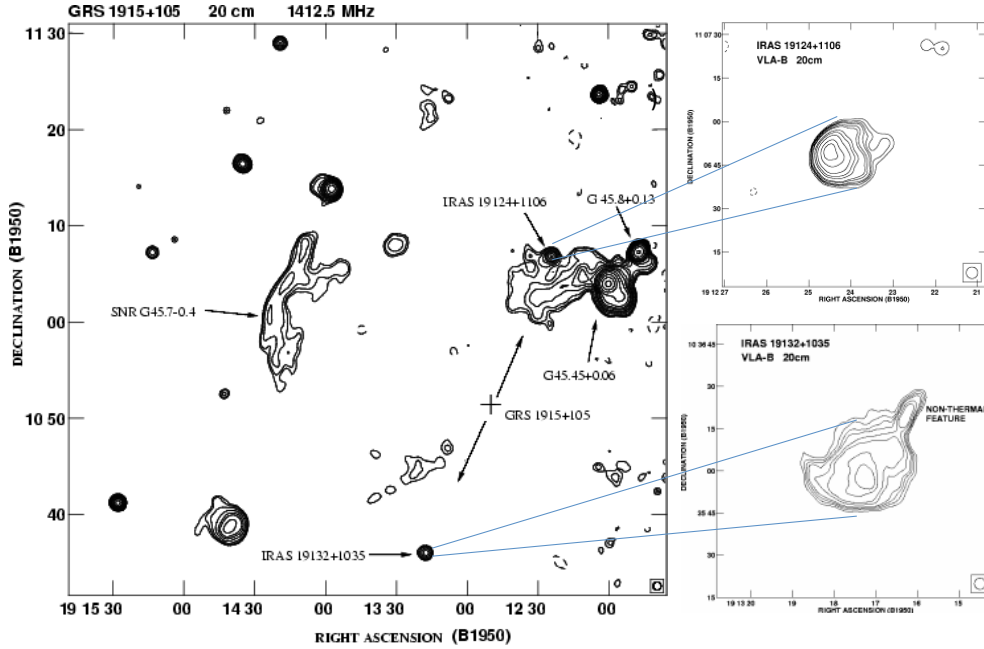 GRS 1915+105 20 cm 1412.5 MHz
11 30
20
10
00
10 50
40
DECLINATION (B1950)
IRAS 19124+1106
G 45.8+0.13
SNR G45.7-0.4
G45.45+0.06
GRS 1915+105
IRAS 19132+1035
19 15 30
00
14 30
00
13 30
00
12 30
00
RIGHT ASCENSION (B1950)
IRAS 19124+1106
VLA-B 20cm
11 07 30
15
00
06 45
30
15
DECLINATION (B1950)
19 12 27
26
25
24
23
22
21
RIGHT ASCENSION (B1950)
IRAS 19132+1035
VLA-B 20cm
NON-THERMAL
FEATURE
10 36 45
30
15
00
35 45
30
15
DECLINATION (B1950)
19 13 20
19
18
17
16
15
RIGHT ASCENSION (B1950)